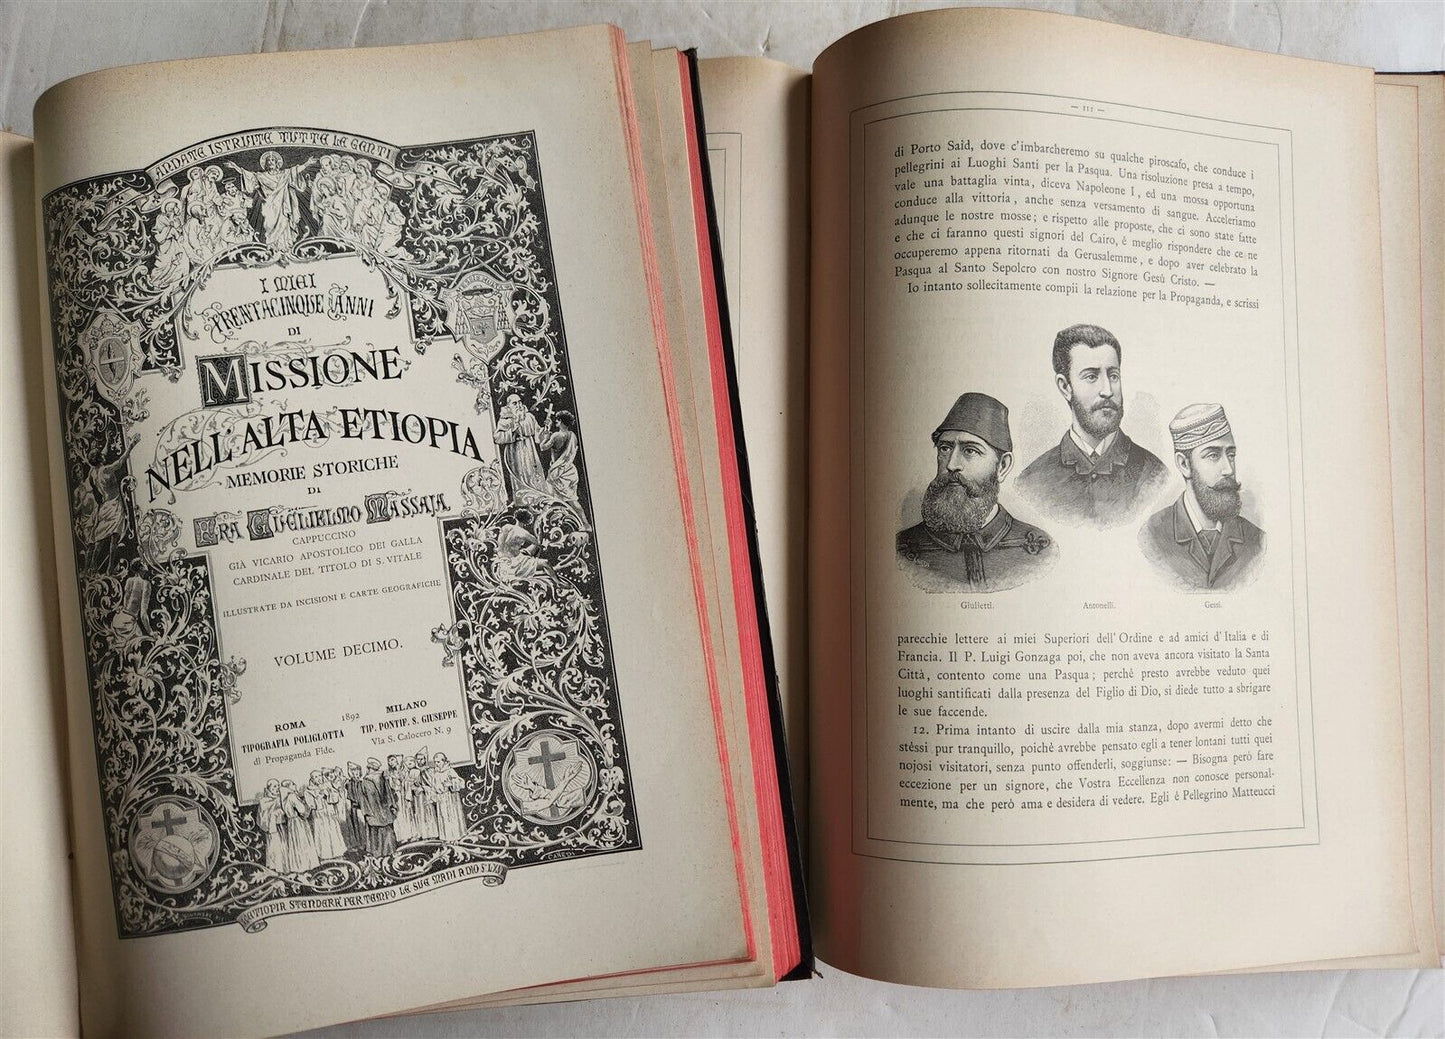 ANDATE ISTRUITE TUTTE LE GENTI
I MIEI
TRENTACINQUE ANNI
DI
MISSIONE
NELL'ALTA ETIOPIA
MEMORIE STORICHE
DI
FRA GUGLIELMO MASSAJA
CAPPUCCINO
GIÀ VICARIO APOSTOLICO DEI GALLA
CARDINALE DEL TITOLO DI S. VITALE
ILLUSTRATE DA INCISIONI E CARTE GEOGRAFICHE
VOLUME DECIMO.
ROMA
TIPOGRAFIA POLIGLOTTA
di Propaganda Fide.
1892
MILANO
TIP. PONTIF. S. GIUSEPPE
Via S. Calocero N. 9
STENDERÀ PER TEMPO LE SUE MANI A DIO
— 111 —
di Porto Said, dove c'imbarcheremo su qualche piroscafo, che conduce i
pellegrini ai Luoghi Santi per la Pasqua. Una risoluzione presa a tempo,
vale una battaglia vinta, diceva Napoleone I, ed una mossa opportuna
conduce alla vittoria, anche senza versamento di sangue. Acceleriamo
adunque le nostre mosse; e rispetto alle proposte, che ci sono state fatte
e che ci faranno questi signori del Cairo, é meglio rispondere che ce ne
occuperemo appena ritornati da Gerusalemme, e dopo aver celebrato la
Pasqua al Santo Sepolcro con nostro Signore Gesú Cristo. —
Io intanto sollecitamente compii la relazione per la Propaganda, e scrissi
Giulietti.
Antonelli.
Gessi.
parecchie lettere ai miei Superiori dell'Ordine e ad amici d'Italia e di
Francia. Il P. Luigi Gonzaga poi, che non aveva ancora visitato la Santa
Città, contento come una Pasqua; perchè presto avrebbe veduto quei
luoghi santificati dalla presenza del Figlio di Dio, si diede tutto a sbrigare
le sue faccende.
12. Prima intanto di uscire dalla mia stanza, dopo avermi detto che
stéssi pur tranquillo, poichè avrebbe pensato egli a tener lontani tutti quei
nojosi visitatori, senza punto offenderli, soggiunse: — Bisogna però fare
eccezione per un signore, che Vostra Eccellenza non conosce personal-
mente, ma che però ama e desidera di vedere. Egli é Pellegrino Matteucci